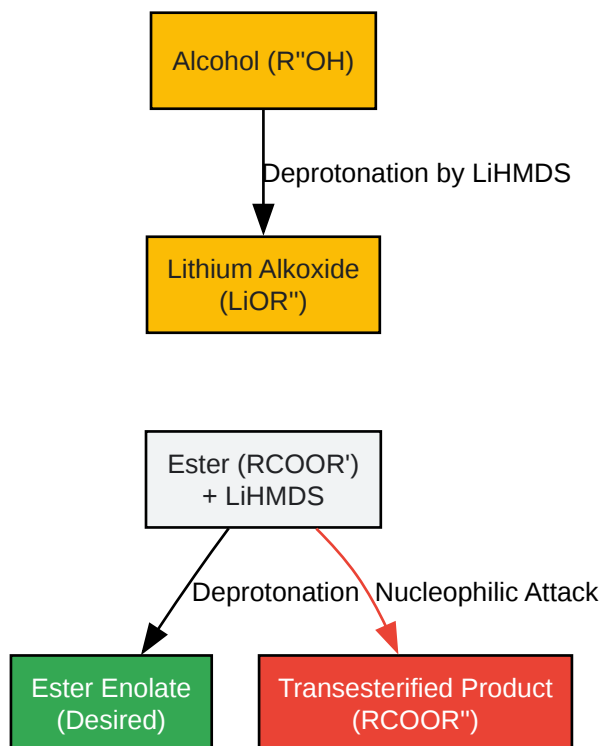 Alcohol (R"OH)
Deprotonation by LiHMDS
Lithium Alkoxide
(LiOR")
Ester (RCOOR')
+ LiHMDS
Deprotonation
Nucleophilic Attack
Ester Enolate
(Desired)
Transesterified Product
(RCOOR")